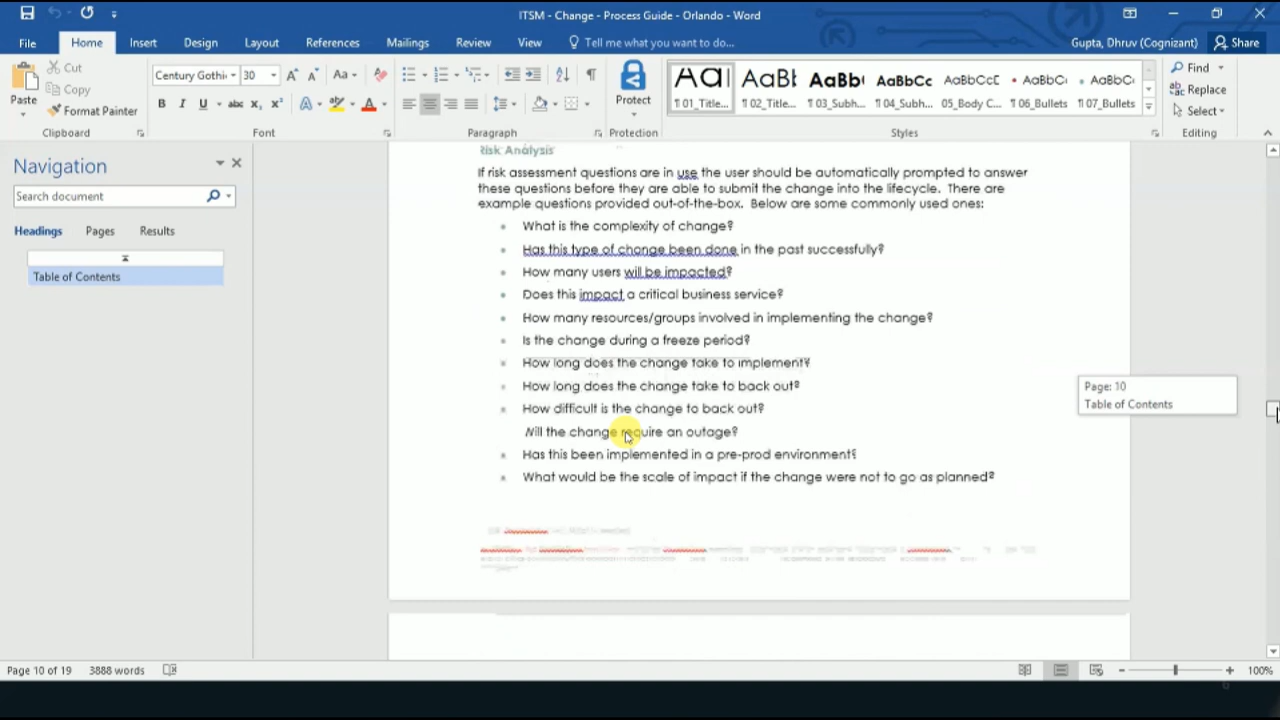 ITSM - Change - Process Guide - Orlando - Word
File Home Insert Design Layout References Mailings Review View Tell me what you want to do... Gupta, Dhruv (Cognizant) Share
Cut
Copy
Format Painter
Paste
Clipboard
Century Gothi 30
Font
Paragraph
Protect
Protection
01_Title... 02_Title... 03_Subh... 04_Subh... 05_Body C... 06_Bullets 07_Bullets
Styles
Find
Replace
Select
Editing
Navigation
Search document
Headings Pages Results
Table of Contents
Risk Analysis
If risk assessment questions are in use the user should be automatically prompted to answer
these questions before they are able to submit the change into the lifecycle. There are
example questions provided out-of-the-box. Below are some commonly used ones:
What is the complexity of change?
Has this type of change been done in the past successfully?
How many users will be impacted?
Does this impact a critical business service?
How many resources/groups involved in implementing the change?
Is the change during a freeze period?
How long does the change take to implement?
How long does the change take to back out?
How difficult is the change to back out?
Will the change require an outage?
Has this been implemented in a pre-prod environment?
What would be the scale of impact if the change were not to go as planned?
Page: 10
Table of Contents
Page 10 of 19 3888 words 100%